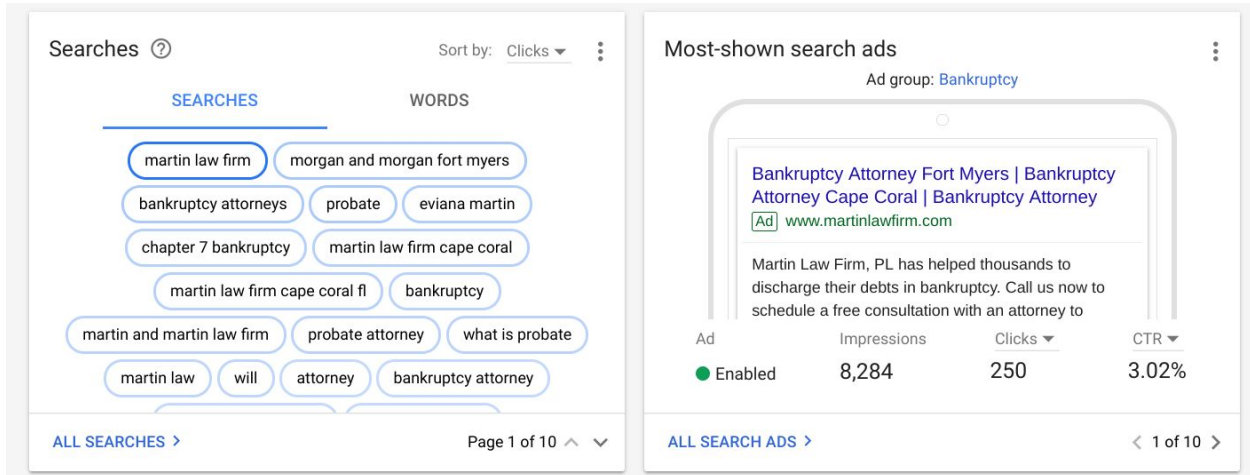 Searches
Sort by: Clicks
SEARCHES WORDS
martin law firm morgan and morgan fort myers
bankruptcy attorneys probate eviana martin
chapter 7 bankruptcy martin law firm cape coral
martin law firm cape coral fl bankruptcy
martin and martin law firm probate attorney what is probate
martin law will attorney bankruptcy attorney
ALL SEARCHES
Page 1 of 10
Most-shown search ads
Ad group: Bankruptcy
Bankruptcy Attorney Fort Myers | Bankruptcy
Attorney Cape Coral | Bankruptcy Attorney
Ad www.martinlawfirm.com
Martin Law Firm, PL has helped thousands to
discharge their debts in bankruptcy. Call us now to
schedule a free consultation with an attorney to
Ad Impressions Clicks CTR
Enabled 8,284 250 3.02%
ALL SEARCH ADS
1 of 10